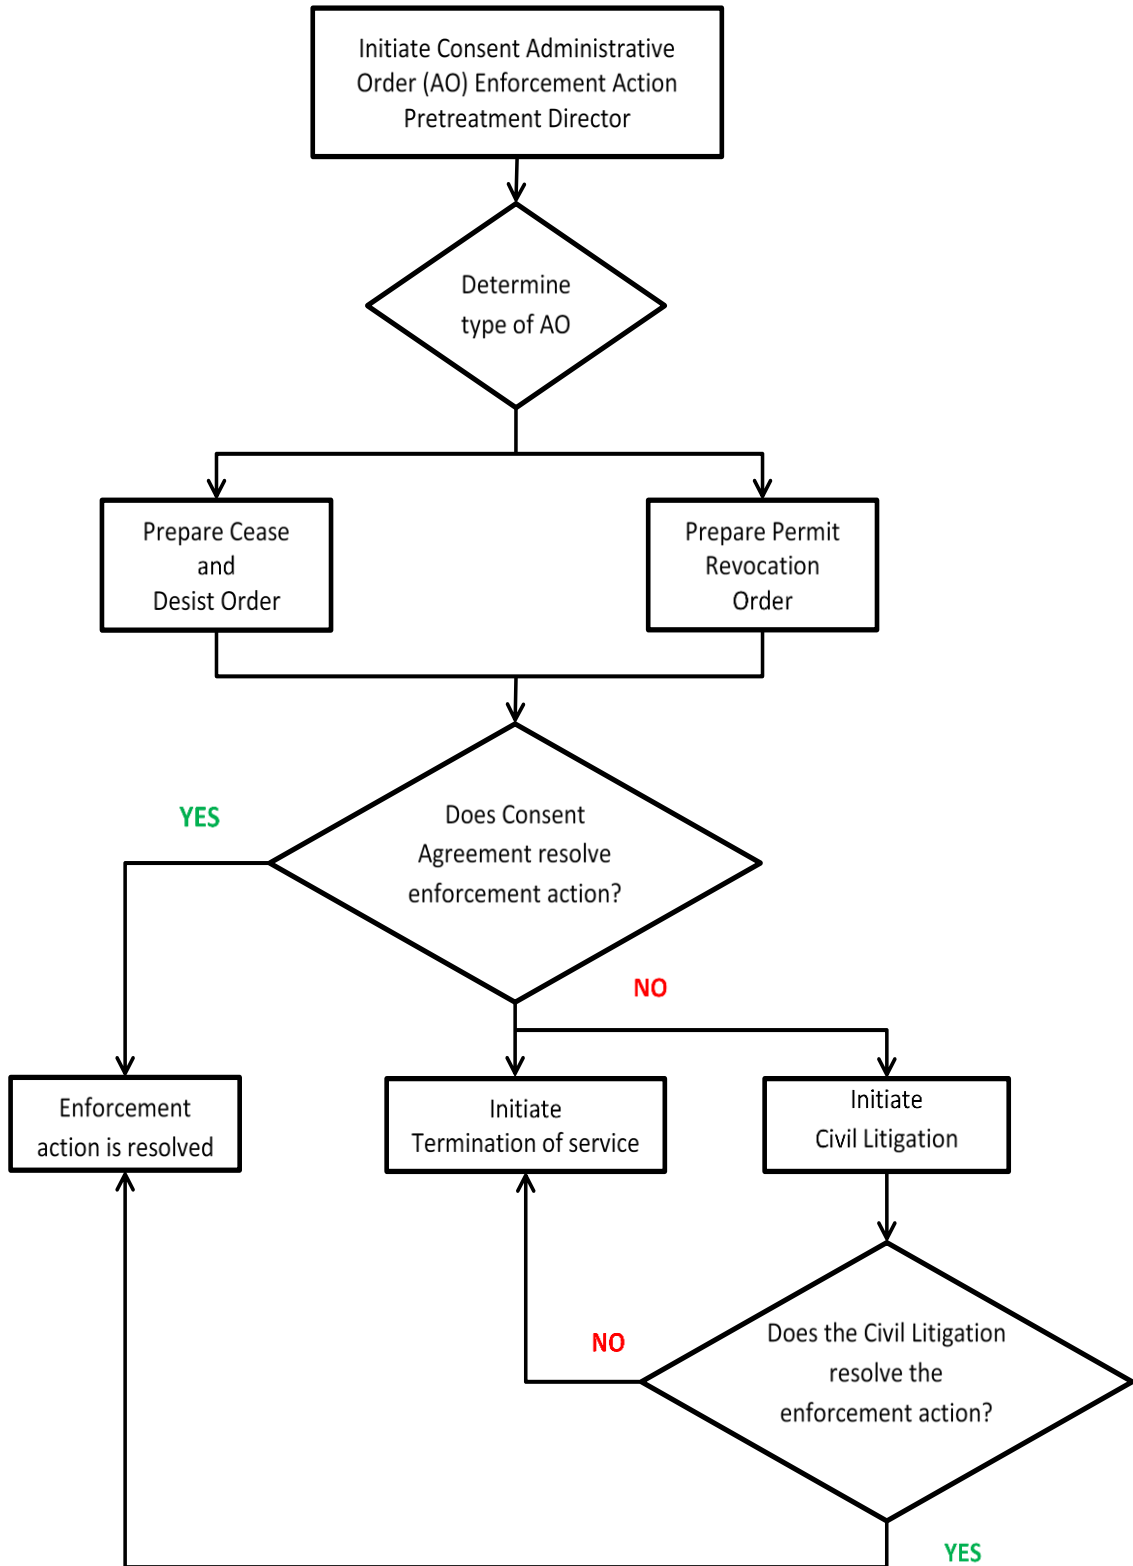 Initiate Consent Administrative
Order (AO) Enforcement Action
Pretreatment Director
Determine
type of AO
Prepare Cease
and
Desist Order
Prepare Permit
Revocation
Order
YES
Does Consent
Agreement resolve
enforcement action?
NO
Enforcement
action is resolved
Initiate
Termination of service
Initiate
Civil Litigation
NO
Does the Civil Litigation
resolve the
enforcement action?
YES